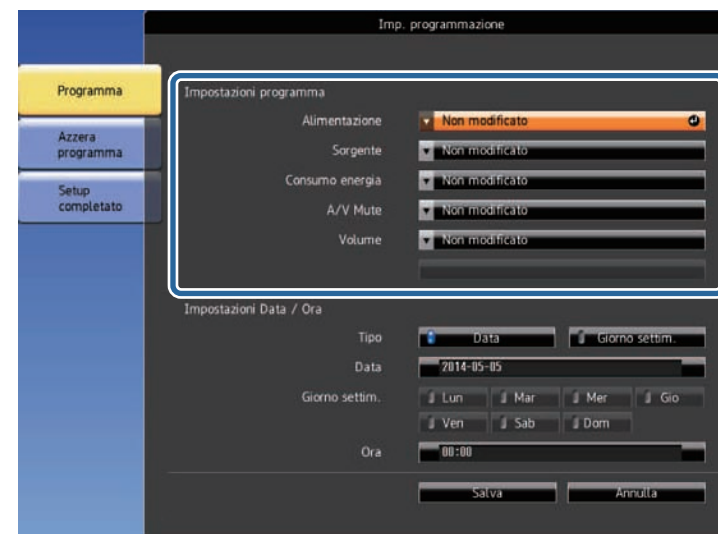 Imp. programmazione
Programma
Azzera
programma
Setup
completato
Impostazioni programma
Alimentazione Non modificato
Sorgente Non modificato
Consumo energia Non modificato
A/V Mute Non modificato
Volume Non modificato
Impostazioni Data / Ora
Tipo Data Giorno settim.
Data 2014-05-05
Giorno settim. Lun Mar Mer Gio
Ven Sab Dom
Ora 00:00
Salva Annulla